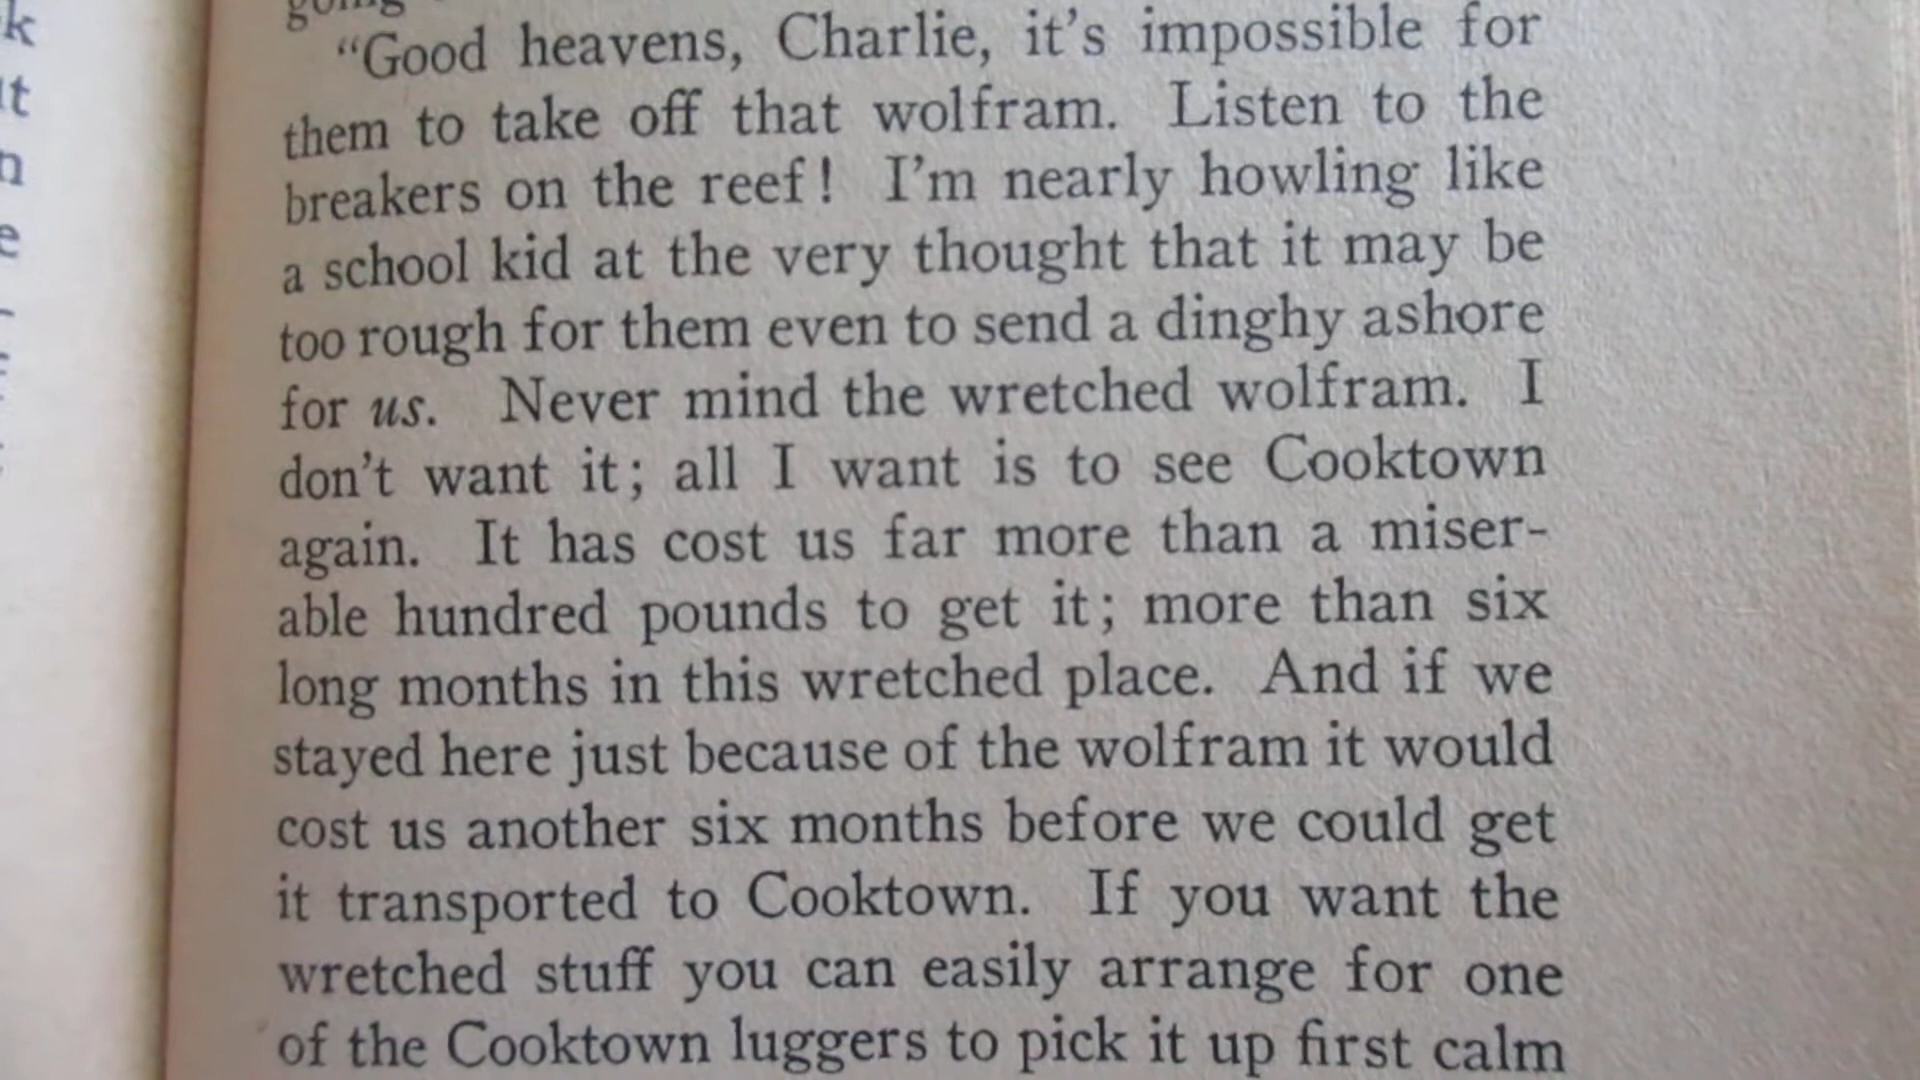 “Good heavens, Charlie, it’s impossible for
them to take off that wolfram. Listen to the
breakers on the reef! I’m nearly howling like
a school kid at the very thought that it may be
too rough for them even to send a dinghy ashore
for us. Never mind the wretched wolfram. I
don’t want it; all I want is to see Cooktown
again. It has cost us far more than a miser-
able hundred pounds to get it; more than six
long months in this wretched place. And if we
stayed here just because of the wolfram it would
cost us another six months before we could get
it transported to Cooktown. If you want the
wretched stuff you can easily arrange for one
of the Cooktown luggers to pick it up first calm